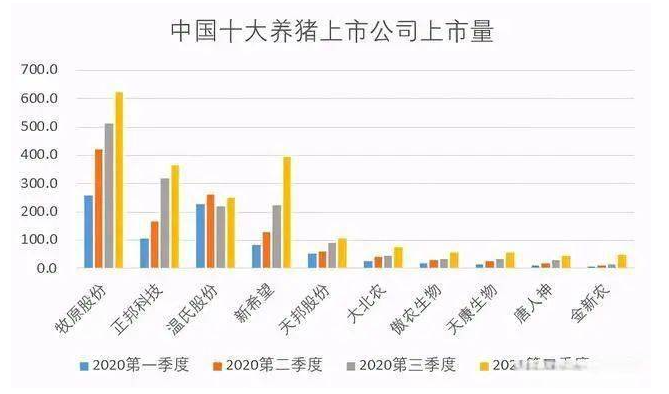 中国十大养猪上市公司上市量
700.0
600.0
500.0
400.0
300.0
200.0
100.0
0.0
牧原股份
正邦科技
温氏股份
新希望
天邦股份
大北农
傲农生物
天康生物
唐人神
金新农
2020第一季度 2020第二季度 2020第三季度 202 季度